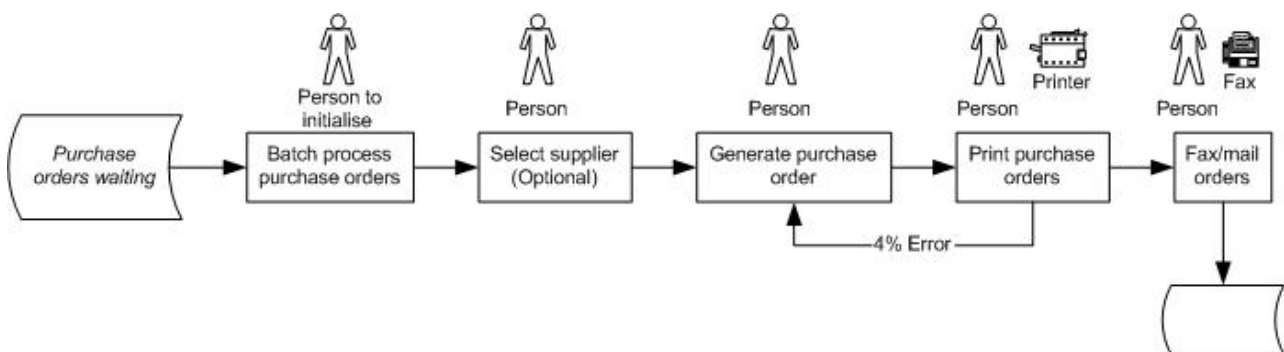 Person to
initialise
Person
Person
Person
Printer
Person
Fax
Purchase
orders waiting
Batch process
purchase orders
Select supplier
(Optional)
Generate purchase
order
Print purchase
orders
Fax/mail
orders
4% Error